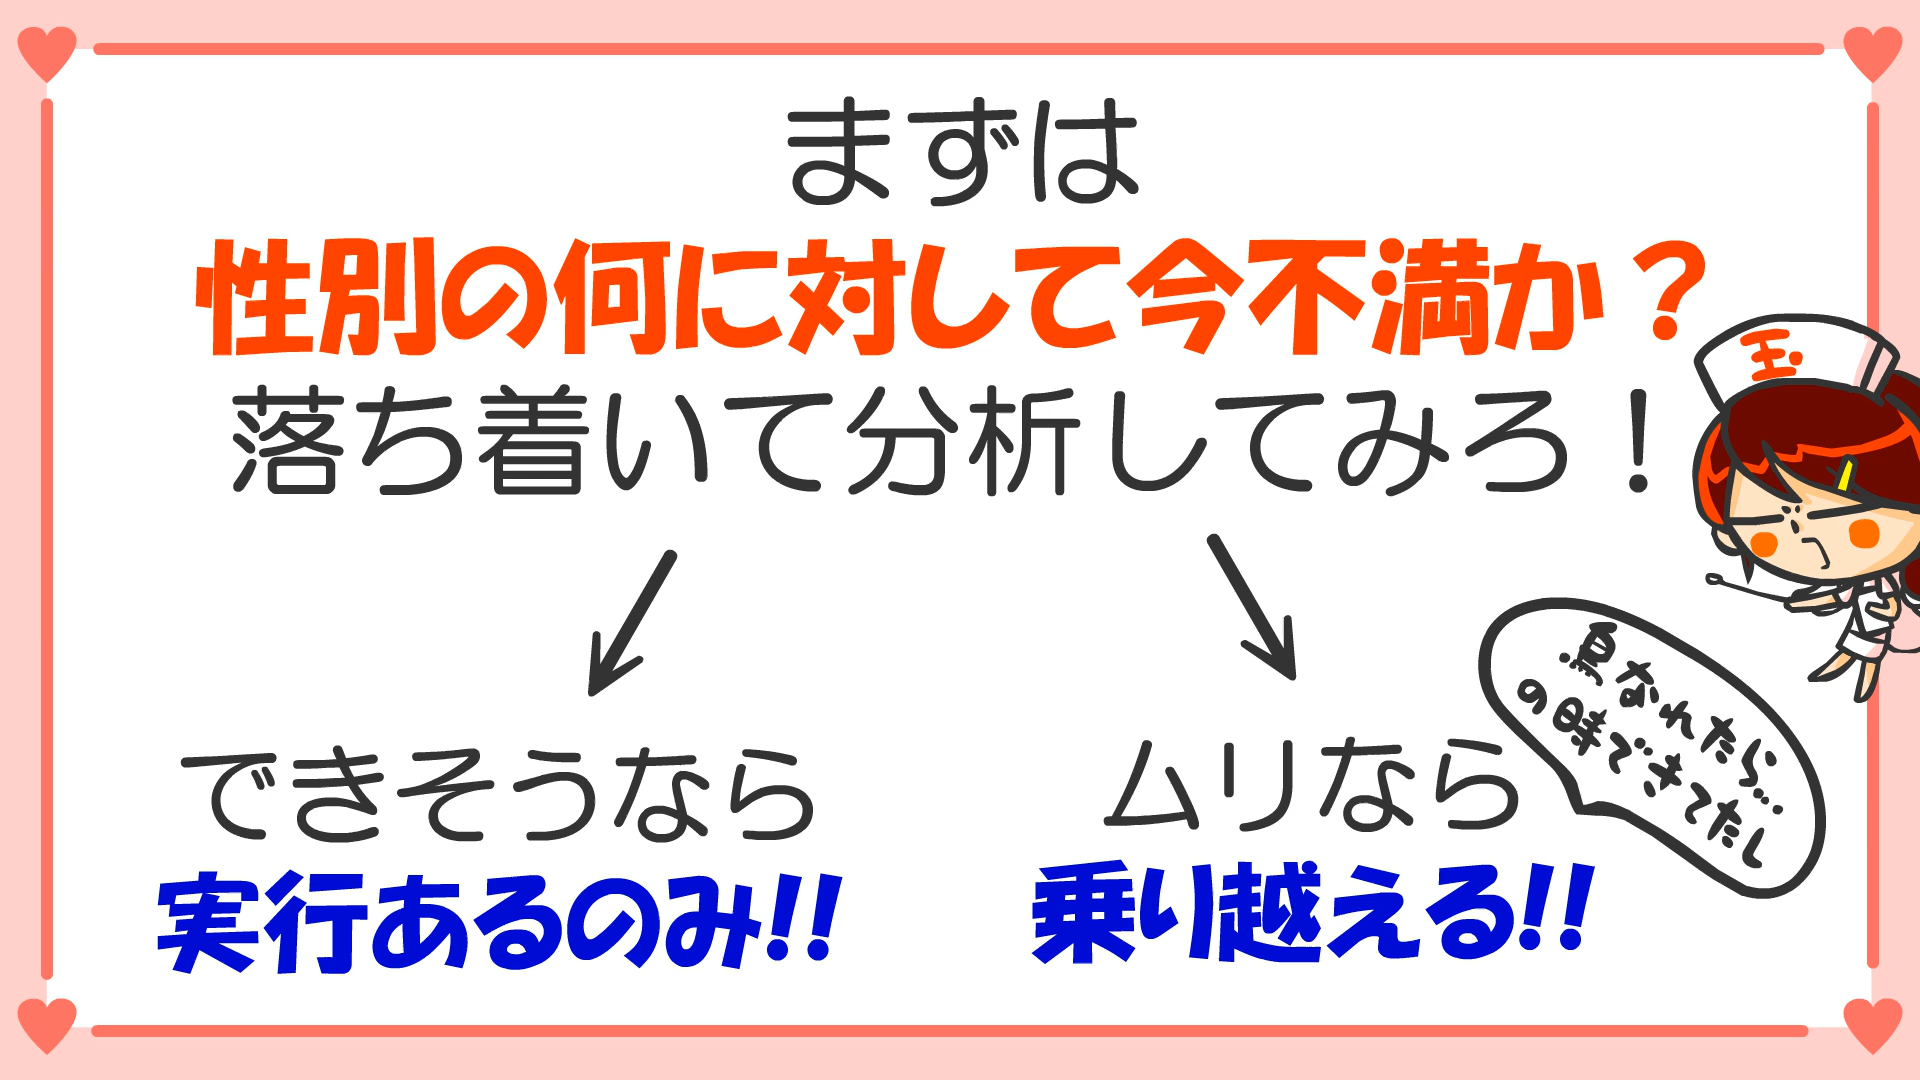 まずは
性別の何に対して今不満か？
落ち着いて分析してみろ！
玉
できそうなら
実行あるのみ!!
ムリなら
乗り越える!!
息なれたら…
の時できてたし